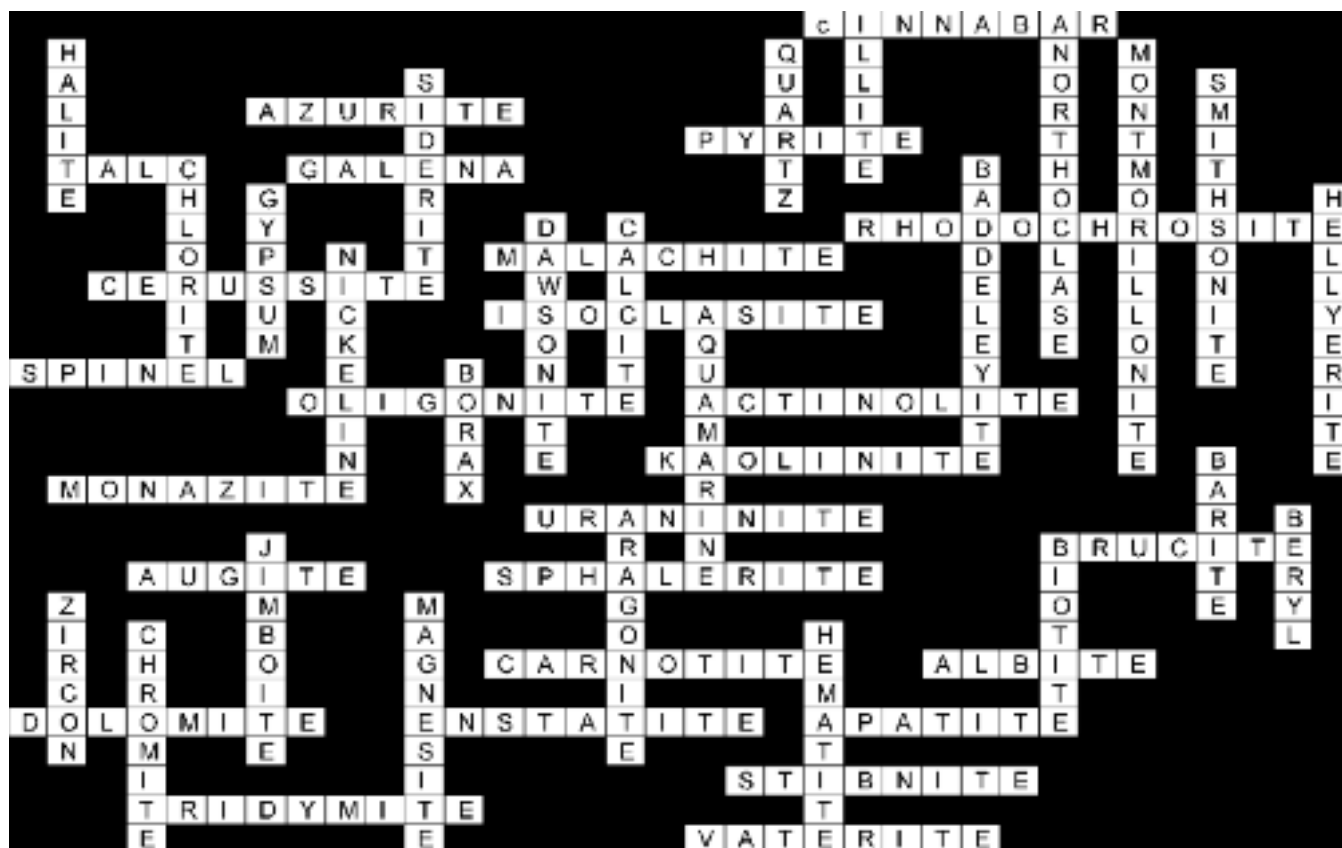 cINNABAR
ILLITE
ANORTHOCLASE
HALITE
QUARTZ
MONTMORILLONITE
SIDERITE
SMITHSONITE
AZURITE
PYRITE
TALC
CHLORITE
GALENA
BADDELEYITE
GYPSUM
HELLYERITE
DAWSONITE
CALCITE
RHODOCHROSITE
NICKELINE
MALACHITE
CERUSSITE
ISOCLASITE
AQUAMARINE
SPINEL
BORAX
OLIGONITE
ACTINOLITE
KAOLINITE
BARITE
MONAZITE
URANINITE
ARAGONITE
BERYL
JIMBOITE
BRUCITE
BIOTITE
AUGITE
SPHALERITE
ZIRCON
MAGNESITE
CHROMITE
HEMATITE
CARNOTITE
ALBITE
DOLOMITE
ENSTATITE
APATITE
STIBNITE
TRIDYMITE
VATERITE